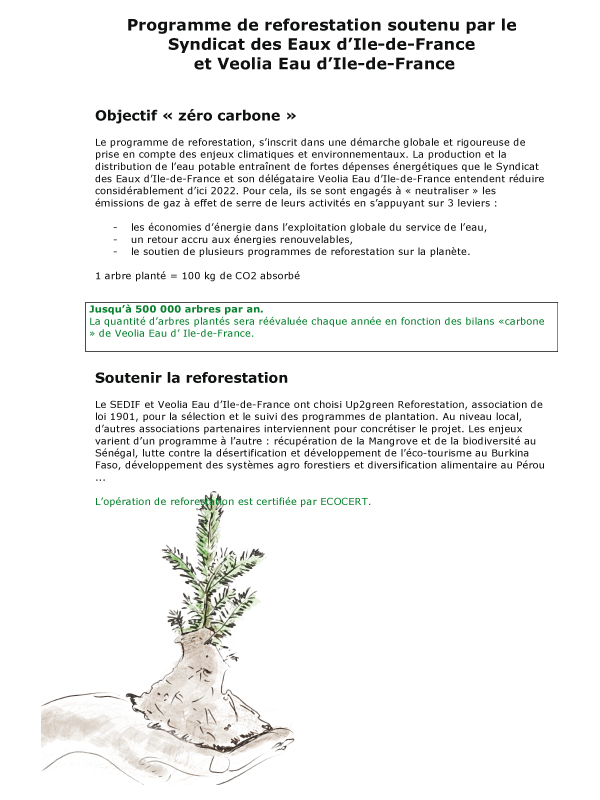 Programme de reforestation soutenu par le
Syndicat des Eaux d’Ile-de-France
et Veolia Eau d’Ile-de-France
Objectif « zéro carbone »
Le programme de reforestation, s’inscrit dans une démarche globale et rigoureuse de
prise en compte des enjeux climatiques et environnementaux. La production et la
distribution de l’eau potable entraînent de fortes dépenses énergétiques que le Syndicat
des Eaux d’Ile-de-France et son délégataire Veolia Eau d’Ile-de-France entendent réduire
considérablement d’ici 2022. Pour cela, ils se sont engagés à « neutraliser » les
émissions de gaz à effet de serre de leurs activités en s’appuyant sur 3 leviers :
- les économies d’énergie dans l’exploitation globale du service de l’eau,
- un retour accru aux énergies renouvelables,
- le soutien de plusieurs programmes de reforestation sur la planète.
1 arbre planté = 100 kg de CO2 absorbé
Jusqu’à 500 000 arbres par an.
La quantité d’arbres plantés sera réévaluée chaque année en fonction des bilans «carbone
» de Veolia Eau d’ Ile-de-France.
Soutenir la reforestation
Le SEDIF et Veolia Eau d’Ile-de-France ont choisi Up2green Reforestation, association de
loi 1901, pour la sélection et le suivi des programmes de plantation. Au niveau local,
d’autres associations partenaires interviennent pour concrétiser le projet. Les enjeux
varient d’un programme à l’autre : récupération de la Mangrove et de la biodiversité au
Sénégal, lutte contre la désertification et développement de l’éco-tourisme au Burkina
Faso, développement des systèmes agro forestiers et diversification alimentaire au Pérou
...
L’opération de reforestation est certifiée par ECOCERT.